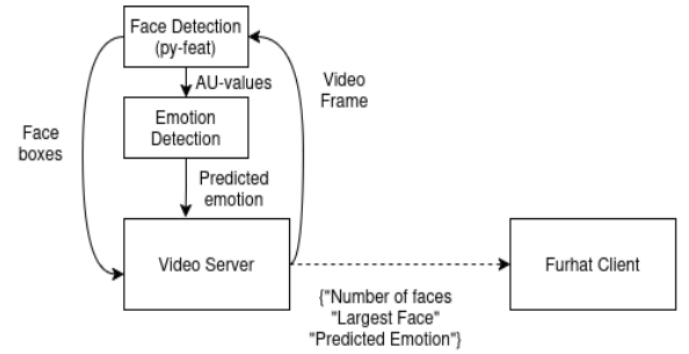 Face Detection
(py-feat)
AU-values
Video
Frame
Emotion
Detection
Face
boxes
Predicted
emotion
Video Server
Furhat Client
{"Number of faces
"Largest Face"
"Predicted Emotion"}